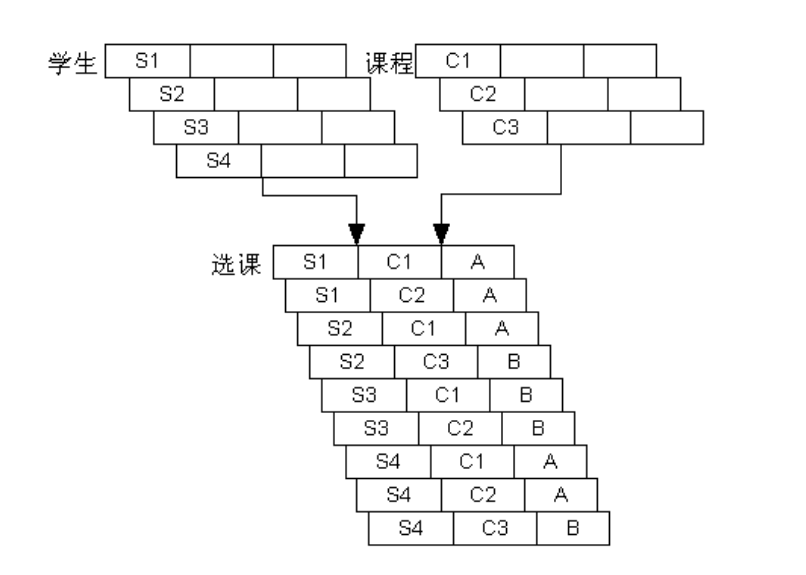 学生 S1 课程 C1
S2 C2
S3 C3
S4
选课 S1 C1 A
S1 C2 A
S2 C1 A
S2 C3 B
S3 C1 B
S3 C2 B
S4 C1 A
S4 C2 A
S4 C3 B